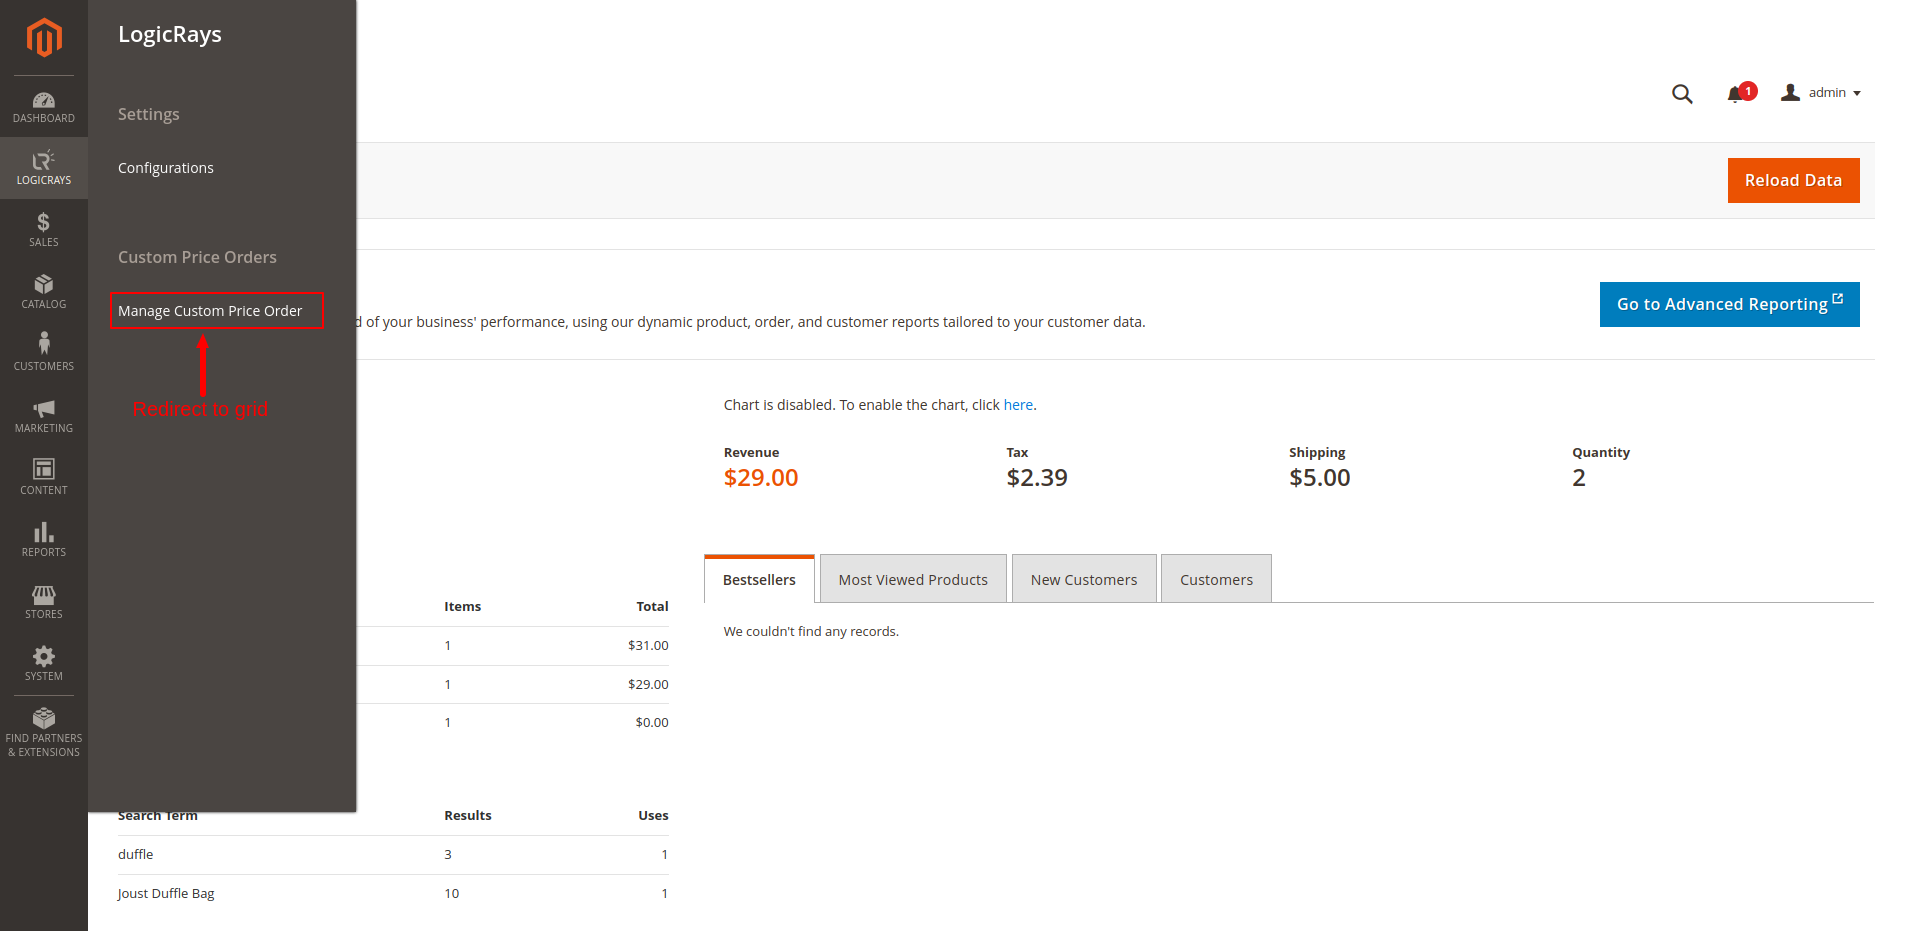 DASHBOARD
LOGICRAYS
SALES
CATALOG
CUSTOMERS
MARKETING
CONTENT
REPORTS
STORES
SYSTEM
FIND PARTNERS
& EXTENSIONS
LogicRays
Settings
Configurations
Custom Price Orders
Manage Custom Price Order
Redirect to grid
1
admin
Reload Data
of your business' performance, using our dynamic product, order, and customer reports tailored to your customer data.
Go to Advanced Reporting
Chart is disabled. To enable the chart, click here.
Revenue Tax Shipping Quantity
$29.00 $2.39 $5.00 2
Bestsellers Most Viewed Products New Customers Customers
We couldn't find any records.
Items Total
1 $31.00
1 $29.00
1 $0.00
Search Term Results Uses
duffle 3 1
Joust Duffle Bag 10 1